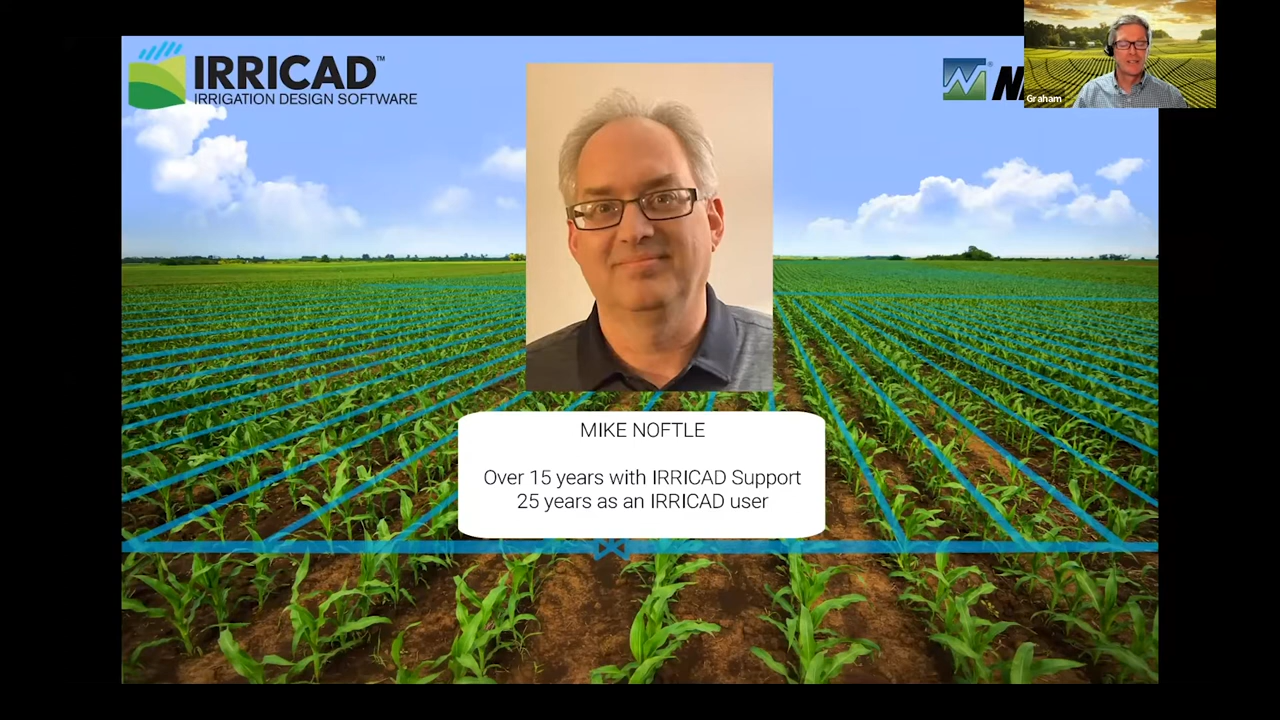 IRRICAD™
IRRIGATION DESIGN SOFTWARE
Graham
MIKE NOFTLE
Over 15 years with IRRICAD Support
25 years as an IRRICAD user